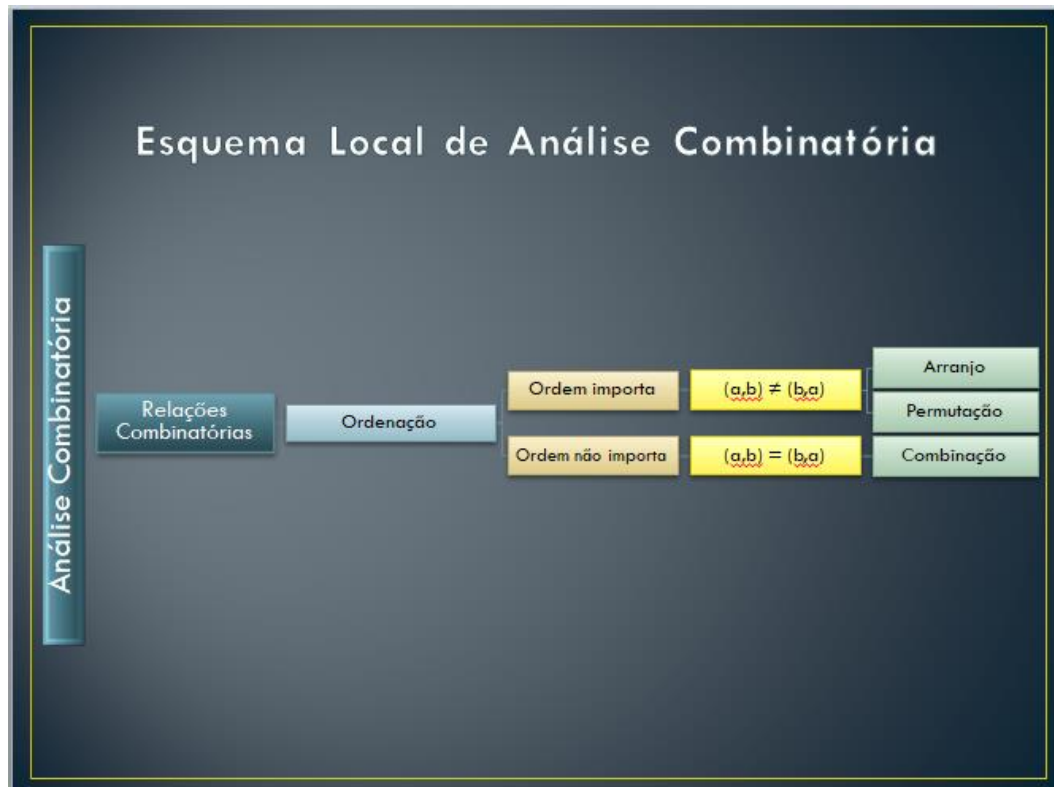 Esquema Local de Análise Combinatória
Análise Combinatória
Relações
Combinatórias
Ordenação
Ordem importa
(a,b) ≠ (b,a)
Arranjo
Permutação
Ordem não importa
(a,b) = (b,a)
Combinação